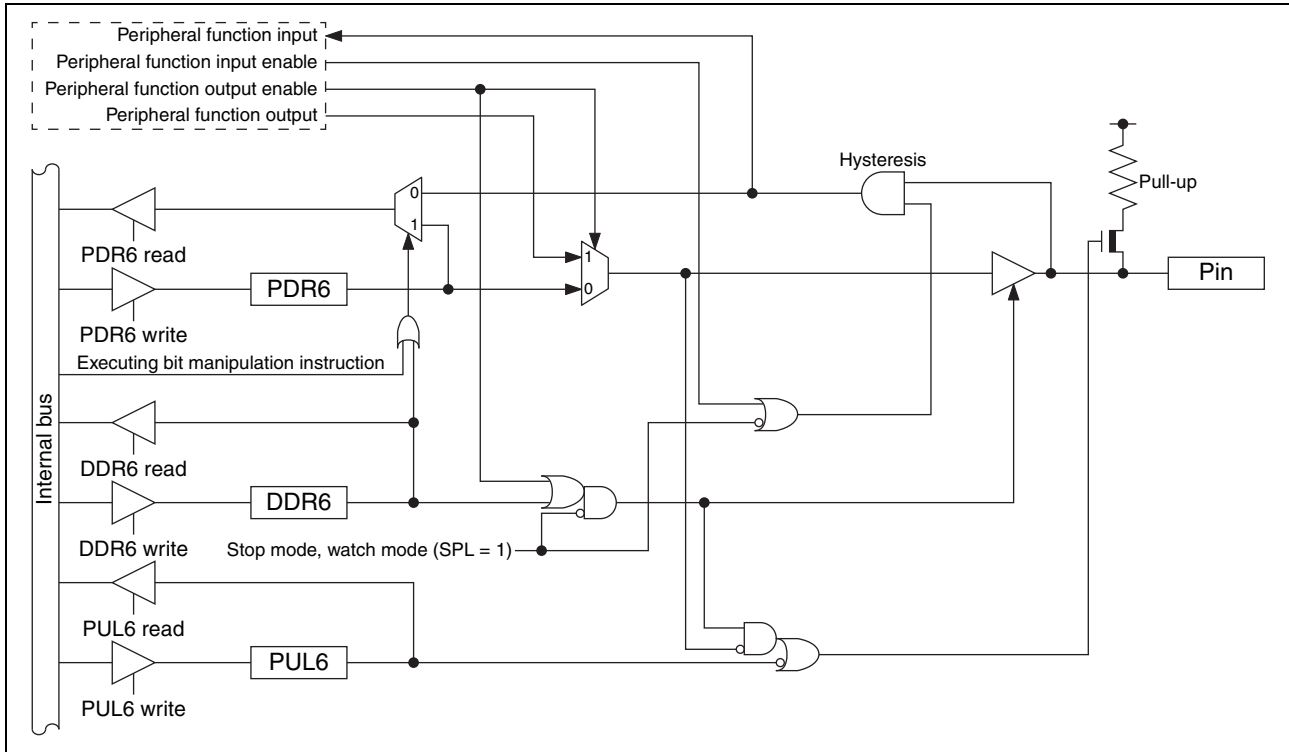 Peripheral function input
Peripheral function input enable
Peripheral function output enable
Peripheral function output
Hysteresis
Pull-up
0
1
PDR6 read
1
0
Pin
PDR6
PDR6 write
Executing bit manipulation instruction
Internal bus
DDR6 read
DDR6
DDR6 write
Stop mode, watch mode (SPL = 1)
PUL6 read
PUL6
PUL6 write